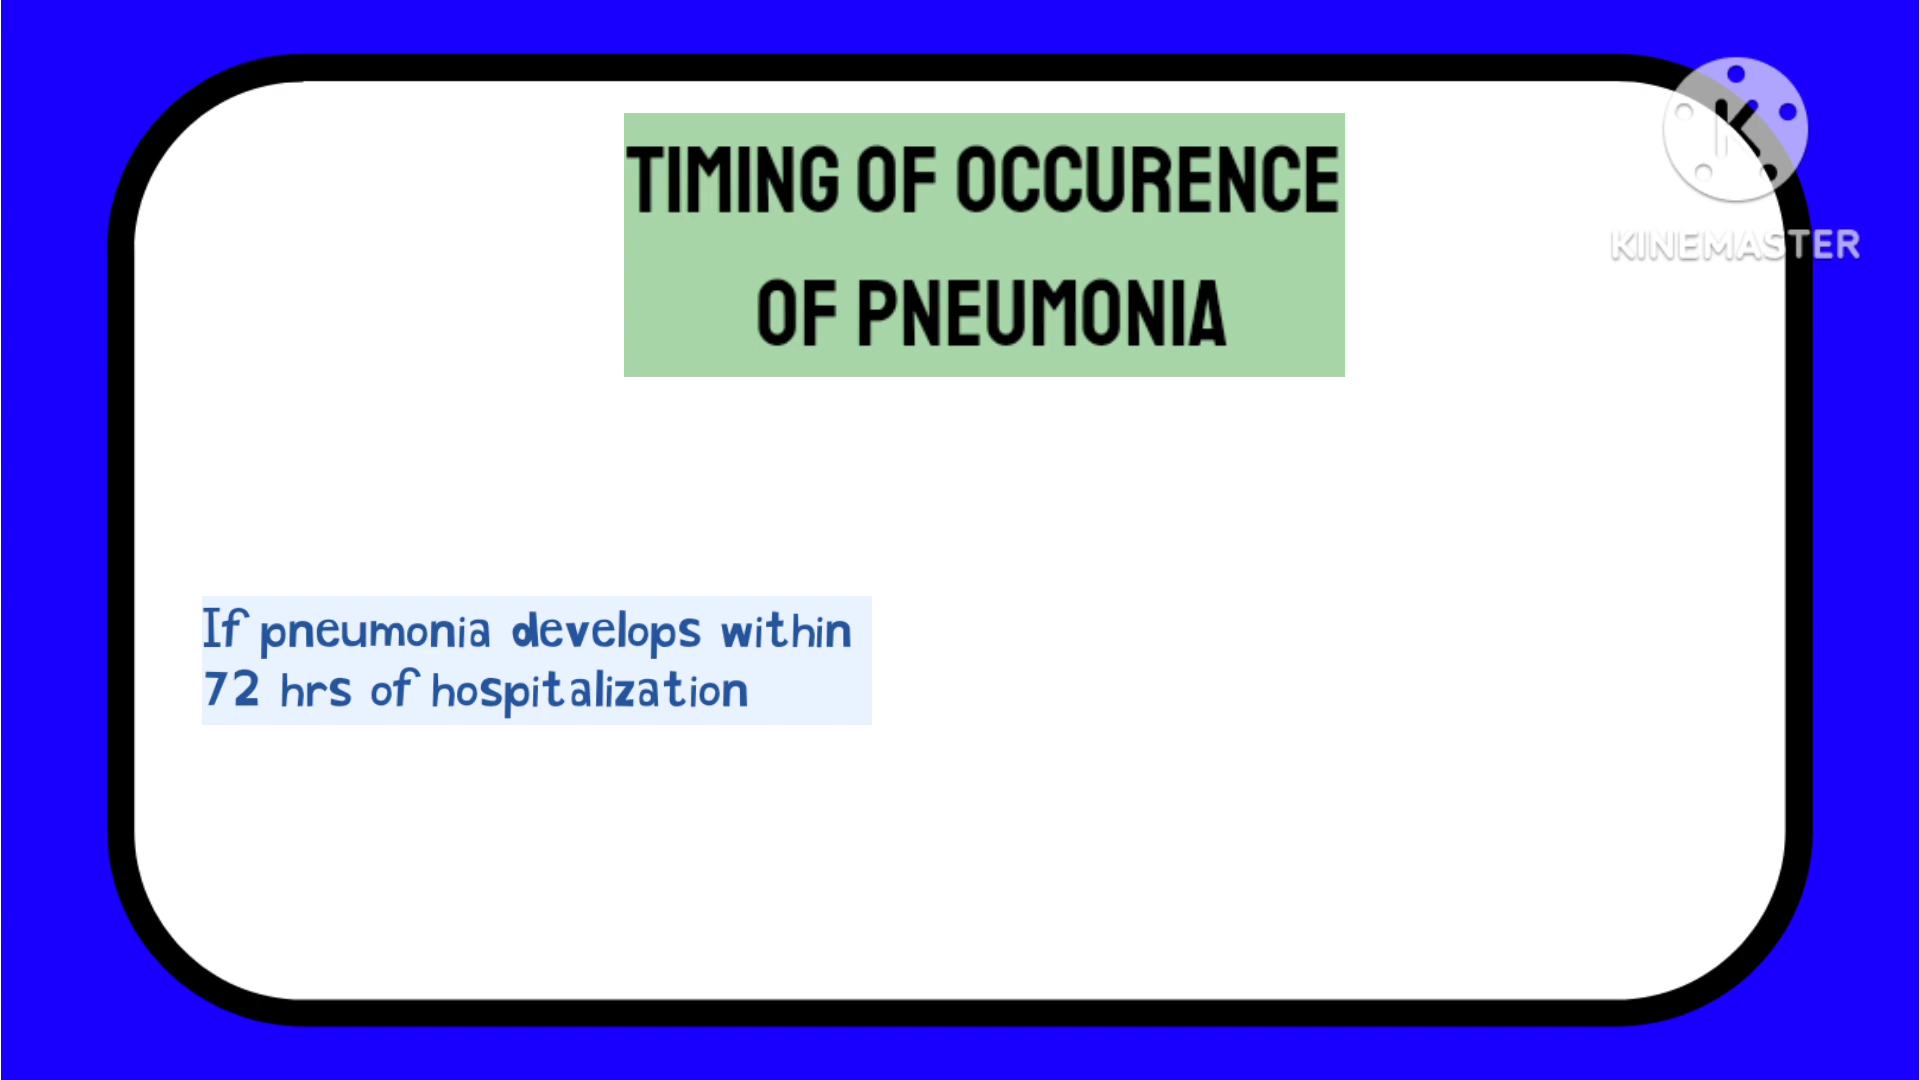 TIMING OF OCCURENCE
OF PNEUMONIA
KINEMASTER
If pneumonia develops within
72 hrs of hospitalization